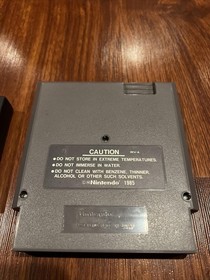 CAUTION
•DO NOT STORE IN EXTREME TEMPERATURES.
•DO NOT IMMERSE IN WATER.
•DO NOT CLEAN WITH BENZENE, THINNER,
ALCOHOL OR OTHER SUCH SOLVENTS.
©®Nintendo 1985